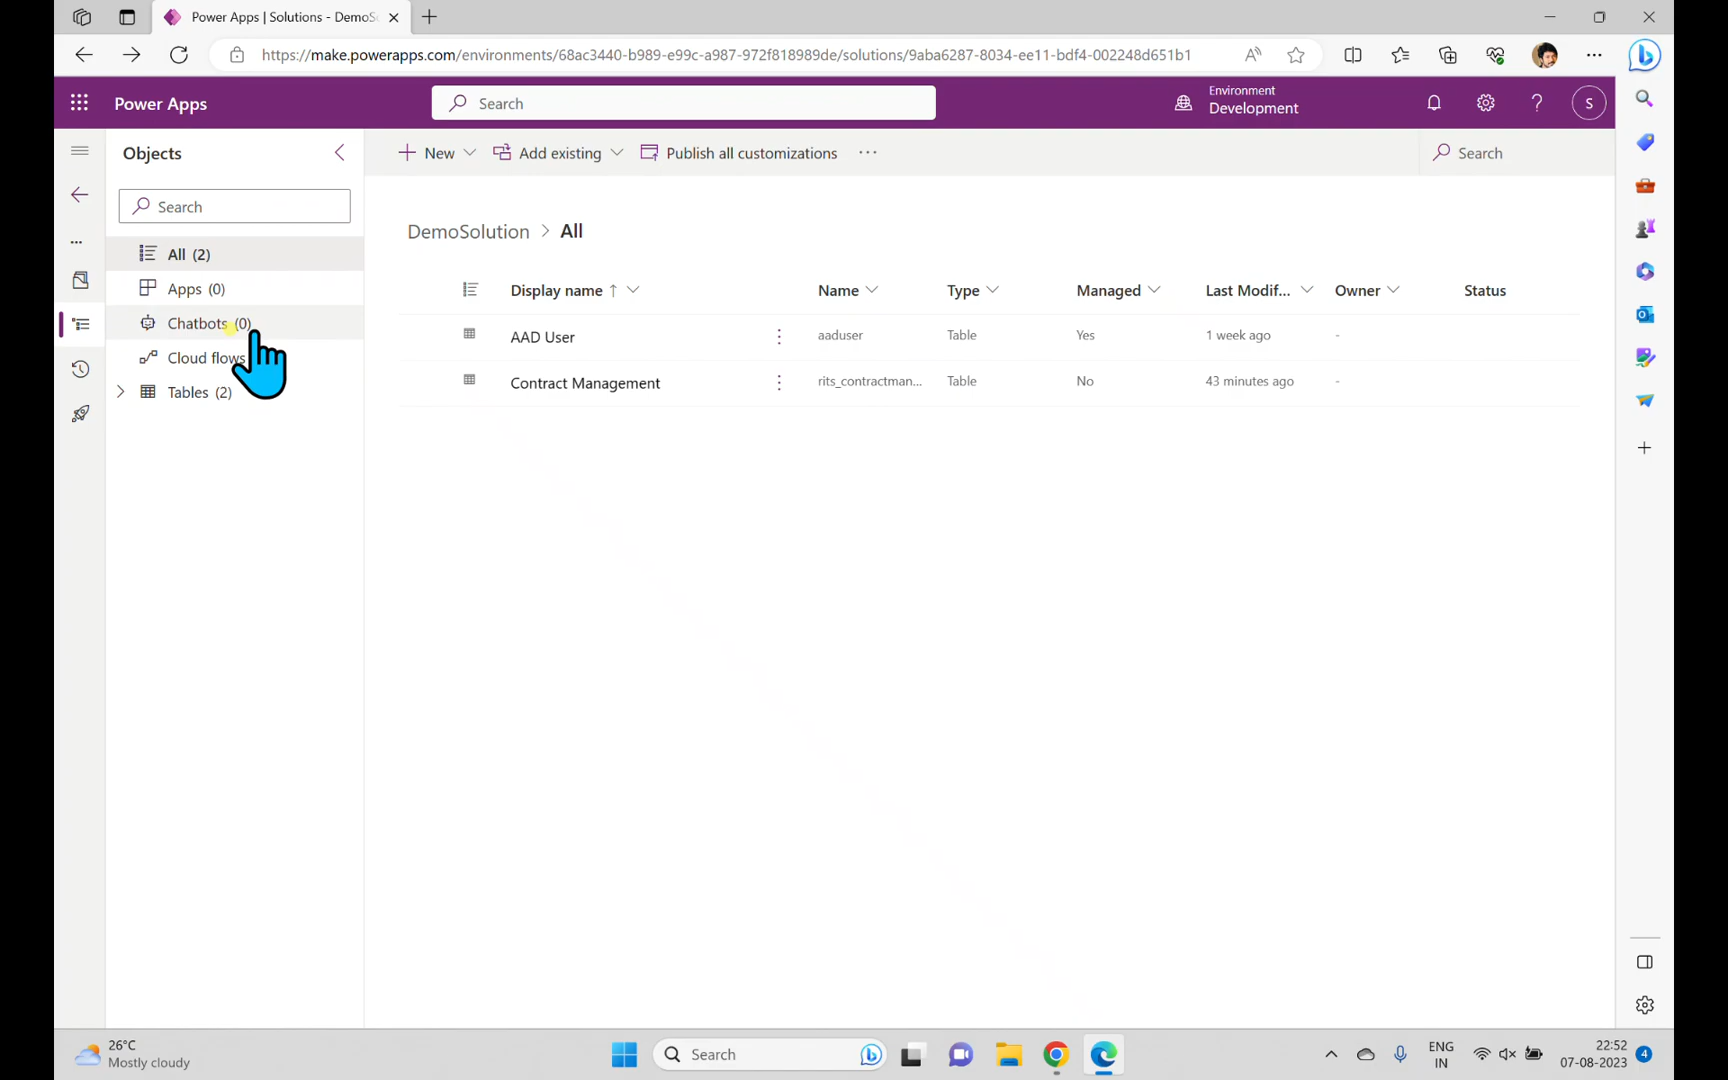 Power Apps | Solutions - DemoS
https://make.powerapps.com/environments/68ac3440-b989-e99c-a987-972f818989de/solutions/9aba6287-8034-ee11-bdf4-002248d651b1
Power Apps
Search
Environment
Development
?
S
Objects
New
Add existing
Publish all customizations
···
Search
Search
DemoSolution > All
All (2)
Apps (0)
Chatbots (0)
Cloud flows
Tables (2)
Display name ↑
Name
Type
Managed
Last Modif...
Owner
Status
AAD User
aaduser
Table
Yes
1 week ago
-
Contract Management
rits_contractman...
Table
No
43 minutes ago
-
26°C
Mostly cloudy
Search
ENG
IN
22:52
07-08-2023
4